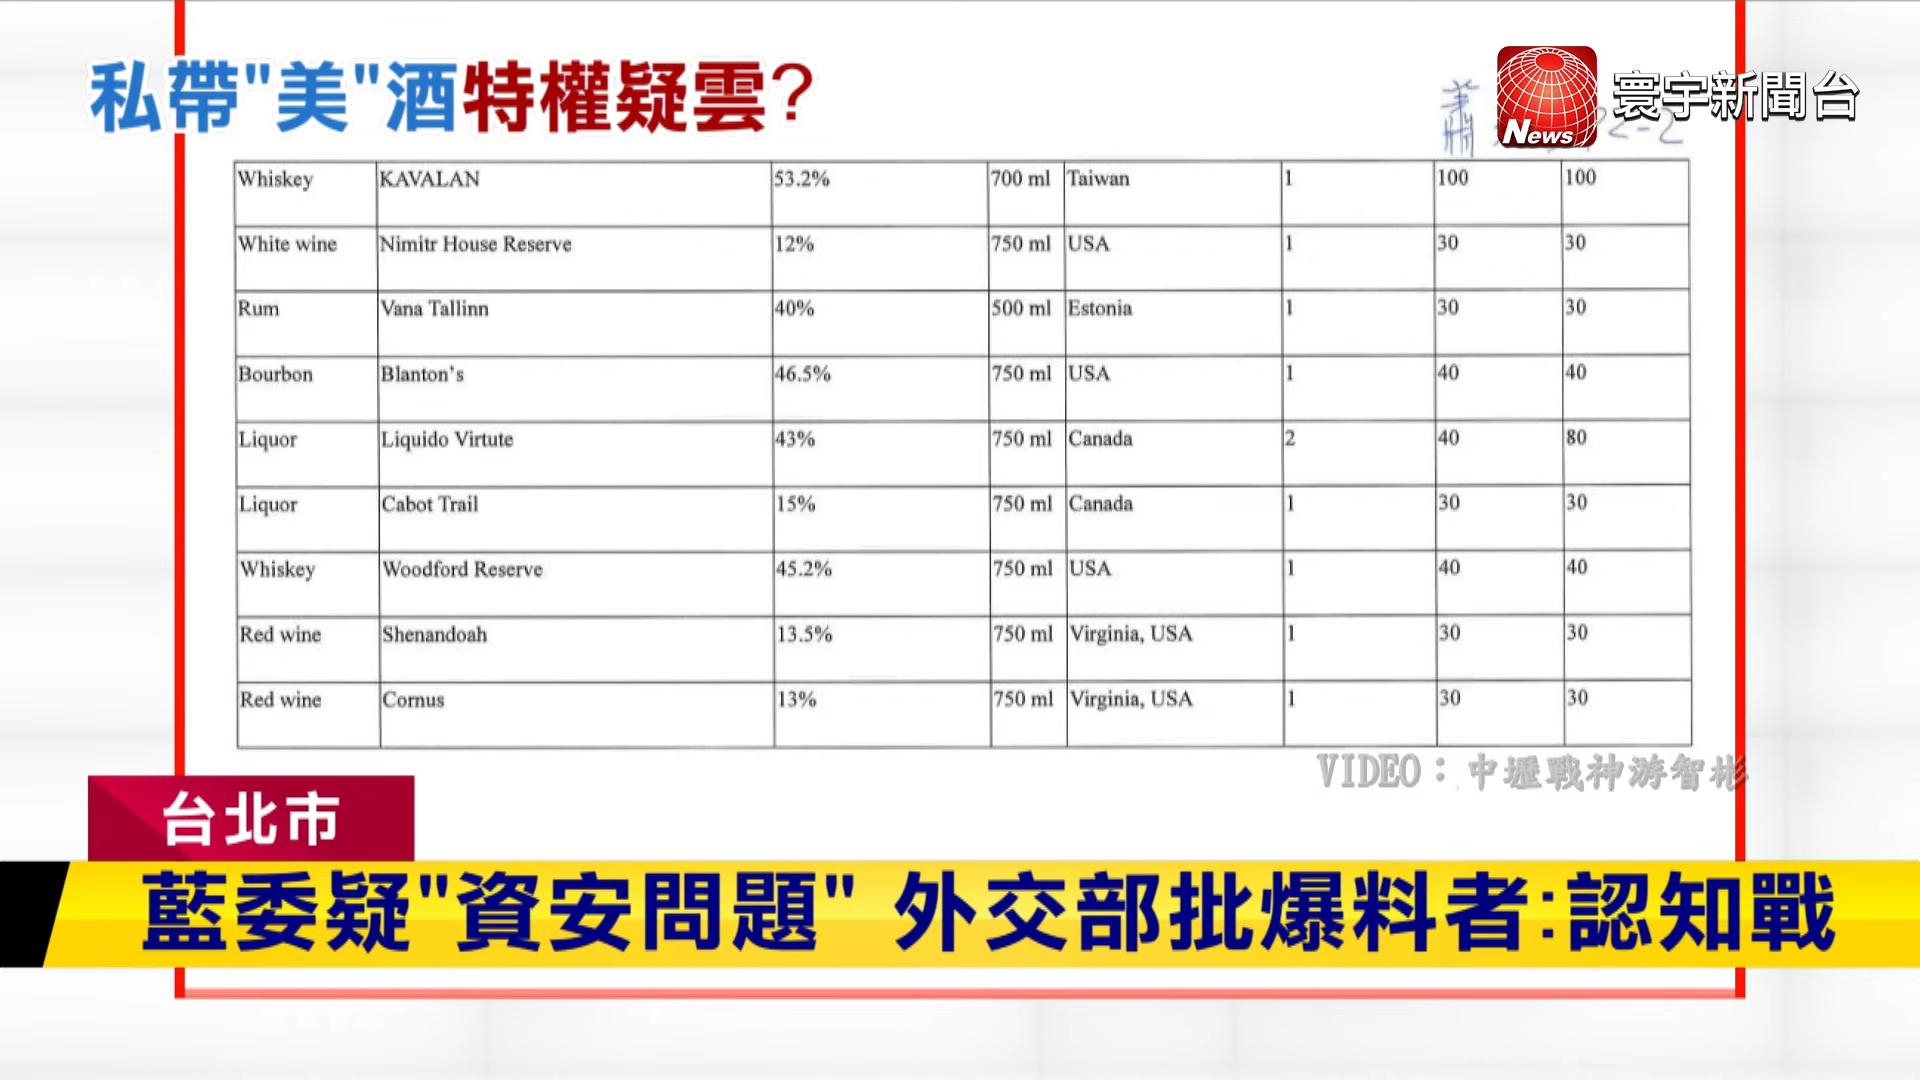 私帶"美"酒特權疑雲?
News 寰宇新聞台
Whiskey KAVALAN 53.2% 700 ml Taiwan 1 100 100
White wine Nimitr House Reserve 12% 750 ml USA 1 30 30
Rum Vana Tallinn 40% 500 ml Estonia 1 30 30
Bourbon Blanton's 46.5% 750 ml USA 1 40 40
Liquor Liquido Virtute 43% 750 ml Canada 2 40 80
Liquor Cabot Trail 15% 750 ml Canada 1 30 30
Whiskey Woodford Reserve 45.2% 750 ml USA 1 40 40
Red wine Shenandoah 13.5% 750 ml Virginia, USA 1 30 30
Red wine Cornus 13% 750 ml Virginia, USA 1 30 30
VIDEO：中壢戰神游智彬
台北市
藍委疑"資安問題" 外交部批爆料者:認知戰